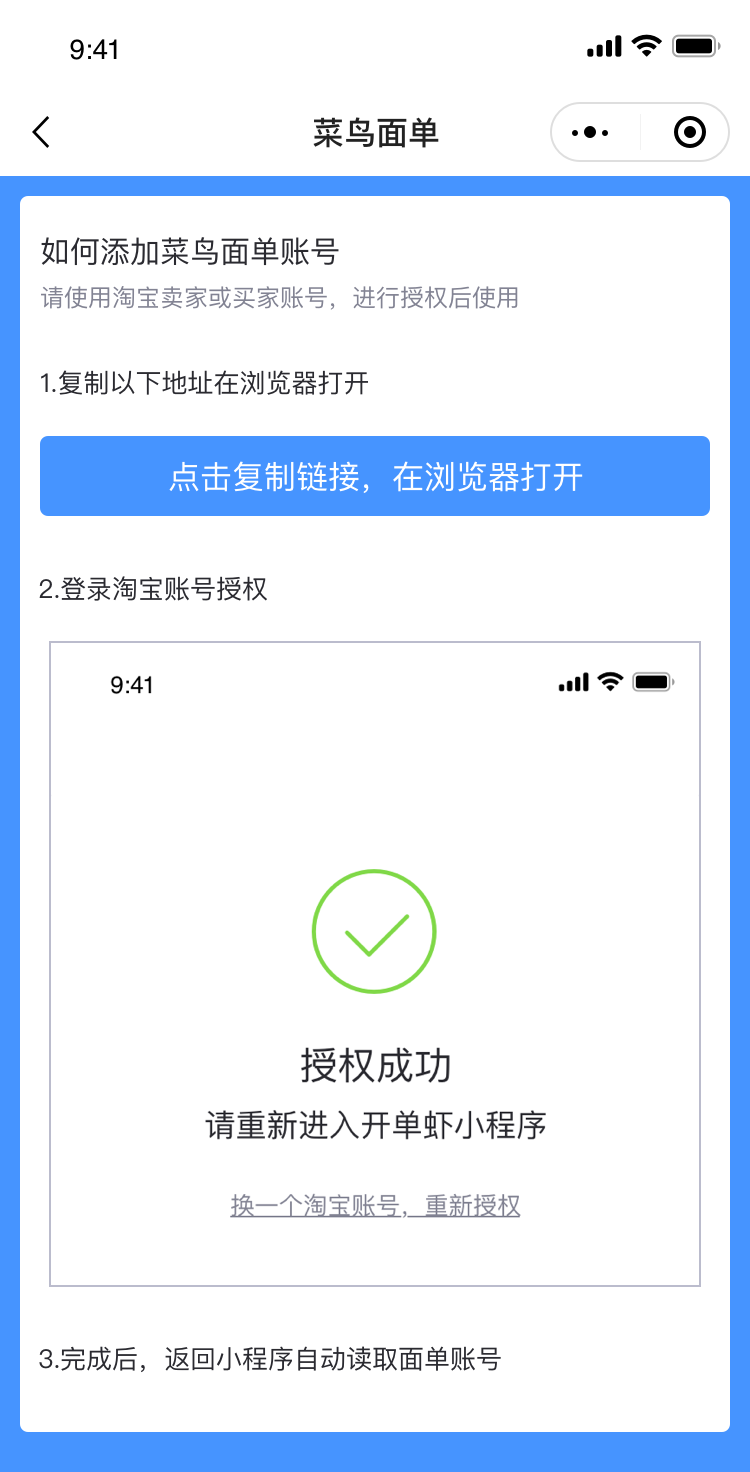 9:41
菜鸟面单
如何添加菜鸟面单账号
请使用淘宝卖家或买家账号，进行授权后使用
1.复制以下地址在浏览器打开
点击复制链接，在浏览器打开
2.登录淘宝账号授权
9:41
授权成功
请重新进入开单虾小程序
换一个淘宝账号，重新授权
3.完成后，返回小程序自动读取面单账号